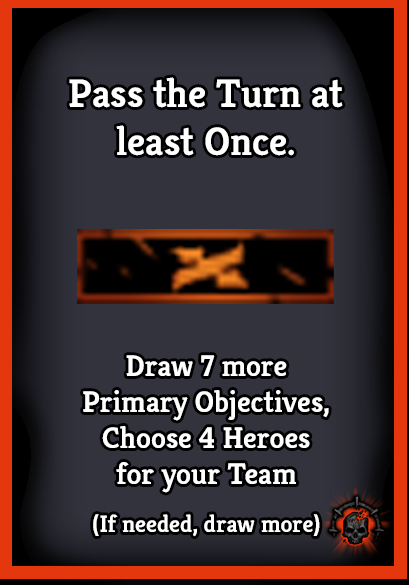 Pass the Turn at
least Once.
Draw 7 more
Primary Objectives,
Choose 4 Heroes
for your Team
(If needed, draw more)